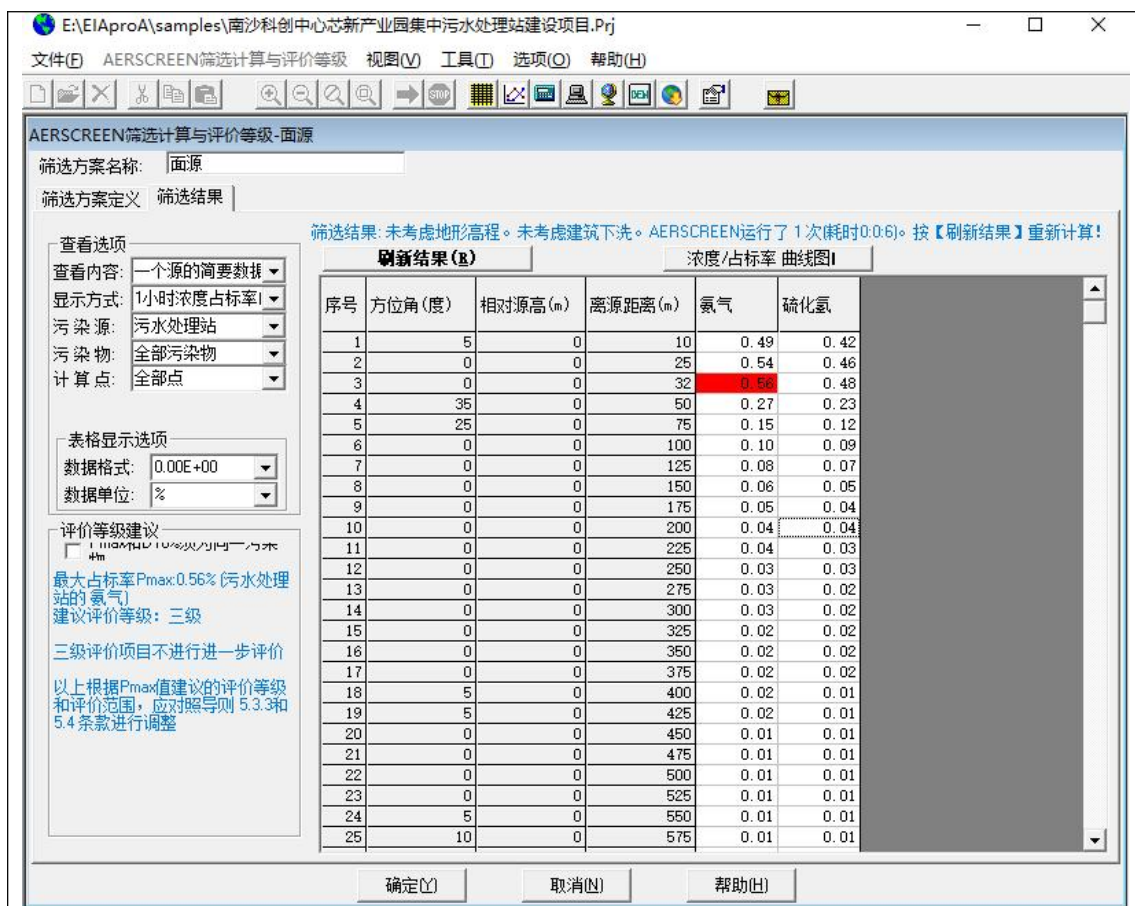 E:\EIAproA\samples\南沙科创中心芯新产业园集中污水处理站建设项目.Prj
文件(F) AERSCREEN筛选计算与评价等级 视图(V) 工具(T) 选项(O) 帮助(H)
STOP DEM
AERSCREEN筛选计算与评价等级-面源
筛选方案名称: 面源
筛选方案定义 筛选结果
筛选结果: 未考虑地形高程。未考虑建筑下洗。AERSCREEN运行了 1 次(耗时0:0:6)。按【刷新结果】重新计算!
查看选项
查看内容: 一个源的简要数据
显示方式: 1小时浓度占标率
污染源: 污水处理站
污染物: 全部污染物
计算点: 全部点
表格显示选项
数据格式: 0.00E+00
数据单位: %
评价等级建议
最大占标率Pmax:0.56% (污水处理
站的 氨气)
建议评价等级: 三级
三级评价项目不进行进一步评价
以上根据Pmax值建议的评价等级
和评价范围，应对照导则 5.3.3和
5.4 条款进行调整
刷新结果(R) 浓度/占标率 曲线图
序号 方位角(度) 相对源高(m) 离源距离(m) 氨气 硫化氢
1 5 0 10 0.49 0.42
2 0 0 25 0.54 0.46
3 0 0 32 0.56 0.48
4 35 0 50 0.27 0.23
5 25 0 75 0.15 0.12
6 0 0 100 0.10 0.09
7 0 0 125 0.08 0.07
8 0 0 150 0.06 0.05
9 0 0 175 0.05 0.04
10 0 0 200 0.04 0.04
11 0 0 225 0.04 0.03
12 0 0 250 0.03 0.03
13 0 0 275 0.03 0.02
14 0 0 300 0.03 0.02
15 0 0 325 0.02 0.02
16 0 0 350 0.02 0.02
17 0 0 375 0.02 0.02
18 5 0 400 0.02 0.01
19 5 0 425 0.02 0.01
20 0 0 450 0.01 0.01
21 0 0 475 0.01 0.01
22 0 0 500 0.01 0.01
23 0 0 525 0.01 0.01
24 5 0 550 0.01 0.01
25 10 0 575 0.01 0.01
确定(Y) 取消(N) 帮助(H)